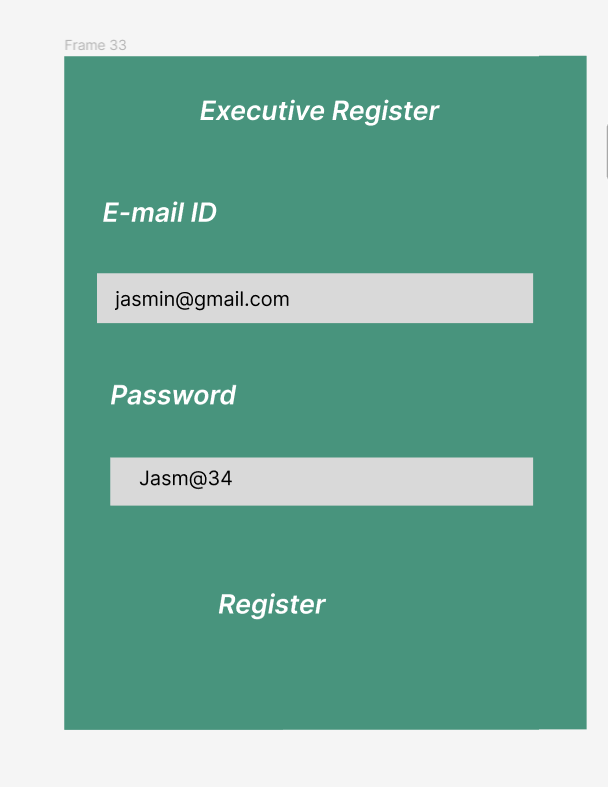 Frame 33
Executive Register
E-mail ID
jasmin@gmail.com
Password
Jasm@34
Register